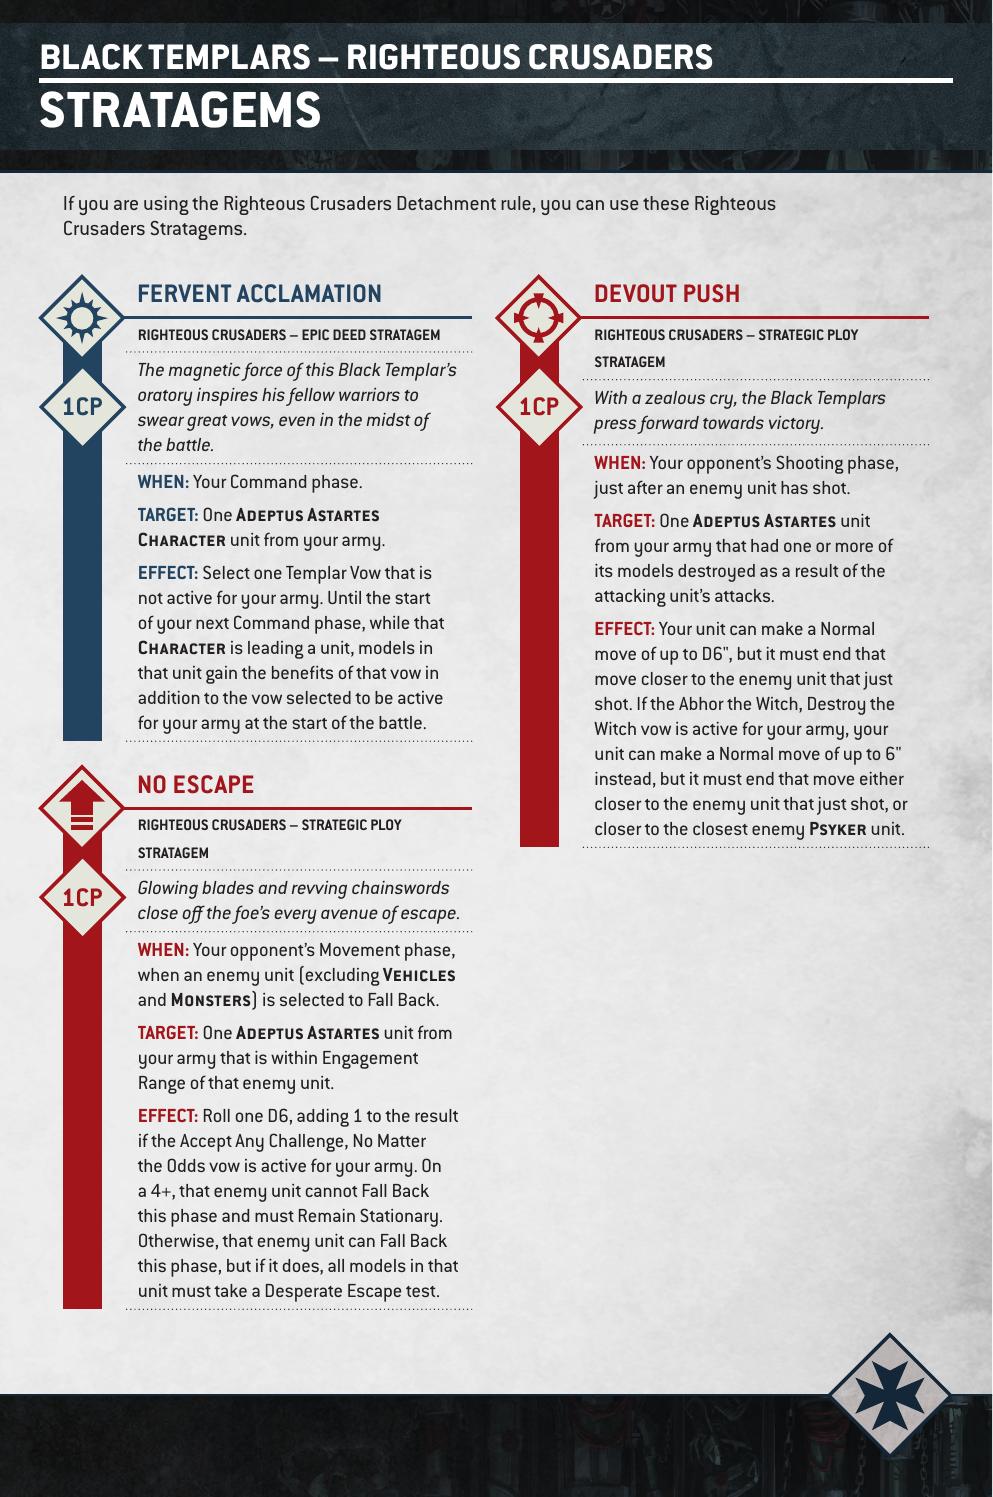 BLACK TEMPLARS – RIGHTEOUS CRUSADERS
STRATAGEMS
If you are using the Righteous Crusaders Detachment rule, you can use these Righteous
Crusaders Stratagems.
FERVENT ACCLAMATION
RIGHTEOUS CRUSADERS – EPIC DEED STRATAGEM
1CP
The magnetic force of this Black Templar's
oratory inspires his fellow warriors to
swear great vows, even in the midst of
the battle.
WHEN: Your Command phase.
TARGET: One ADEPTUS ASTARTES
CHARACTER unit from your army.
EFFECT: Select one Templar Vow that is
not active for your army. Until the start
of your next Command phase, while that
CHARACTER is leading a unit, models in
that unit gain the benefits of that vow in
addition to the vow selected to be active
for your army at the start of the battle.
NO ESCAPE
RIGHTEOUS CRUSADERS – STRATEGIC PLOY
STRATAGEM
1CP
Glowing blades and revving chainswords
close off the foe's every avenue of escape.
WHEN: Your opponent's Movement phase,
when an enemy unit (excluding VEHICLES
and MONSTERS) is selected to Fall Back.
TARGET: One ADEPTUS ASTARTES unit from
your army that is within Engagement
Range of that enemy unit.
EFFECT: Roll one D6, adding 1 to the result
if the Accept Any Challenge, No Matter
the Odds vow is active for your army. On
a 4+, that enemy unit cannot Fall Back
this phase and must Remain Stationary.
Otherwise, that enemy unit can Fall Back
this phase, but if it does, all models in that
unit must take a Desperate Escape test.
DEVOUT PUSH
RIGHTEOUS CRUSADERS – STRATEGIC PLOY
STRATAGEM
1CP
With a zealous cry, the Black Templars
press forward towards victory.
WHEN: Your opponent's Shooting phase,
just after an enemy unit has shot.
TARGET: One ADEPTUS ASTARTES unit
from your army that had one or more of
its models destroyed as a result of the
attacking unit's attacks.
EFFECT: Your unit can make a Normal
move of up to D6", but it must end that
move closer to the enemy unit that just
shot. If the Abhor the Witch, Destroy the
Witch vow is active for your army, your
unit can make a Normal move of up to 6"
instead, but it must end that move either
closer to the enemy unit that just shot, or
closer to the closest enemy PSYKER unit.